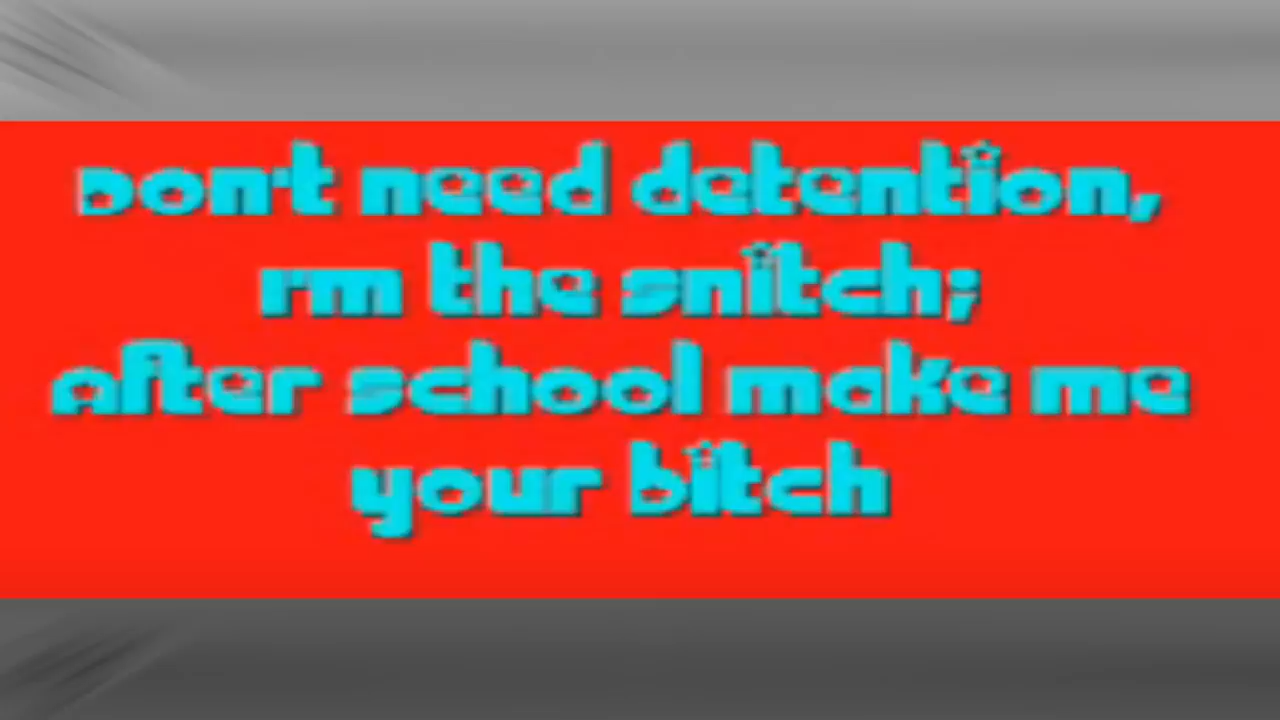 Don't need detention,
I'm the snitch;
After school make me
your bitch